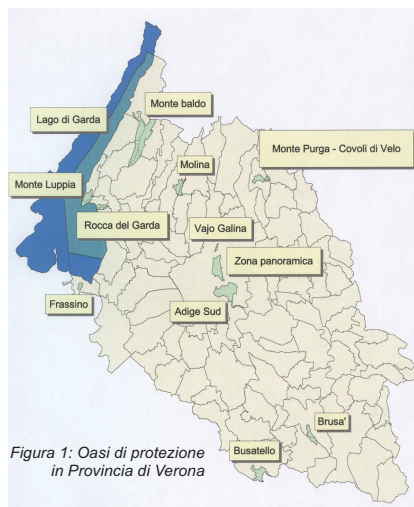 Monte baldo
Lago di Garda
Monte Purga - Covoli di Velo
Molina
Monte Luppia
Rocca del Garda
Vajo Galina
Zona panoramica
Frassino
Adige Sud
Brusa'
Busatello
Figura 1: Oasi di protezione
in Provincia di Verona